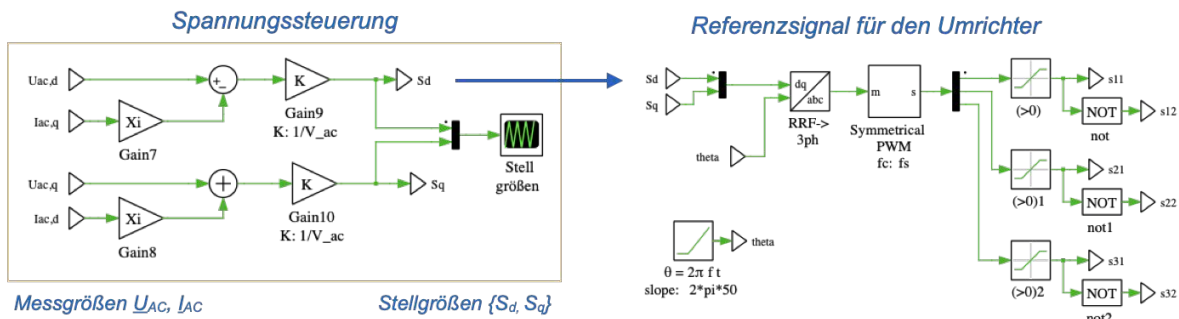 Spannungssteuerung
Uac,d
Iac,q
Xi
Gain7
+
−
K
Gain9
K: 1/V_ac
Sd
Uac,q
Iac,d
Xi
Gain8
+
K
Gain10
K: 1/V_ac
Sq
Stell
größen
Messgrößen UAC, IAC
Stellgrößen {Sd, Sq}
Referenzsignal für den Umrichter
Sd
Sq
theta
dq
abc
RRF->
3ph
m
s
Symmetrical
PWM
fc: fs
θ = 2π f t
slope: 2*pi*50
theta
(>0)
s11
NOT
s12
not
(>0)1
s21
NOT
s22
not1
(>0)2
s31
NOT
s32
not2